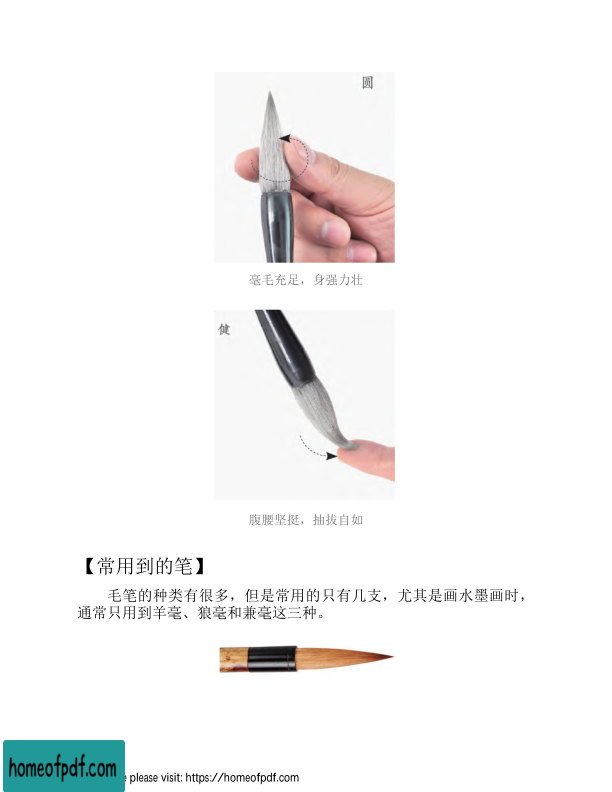 圆
毫毛充足，身强力壮
健
腹腰坚挺，抽拔自如
【常用到的笔】
毛笔的种类有很多，但是常用的只有几支，尤其是画水墨画时，
通常只用到羊毫、狼毫和兼毫这三种。
homeofpdf.com
e please visit: https://homeofpdf.com